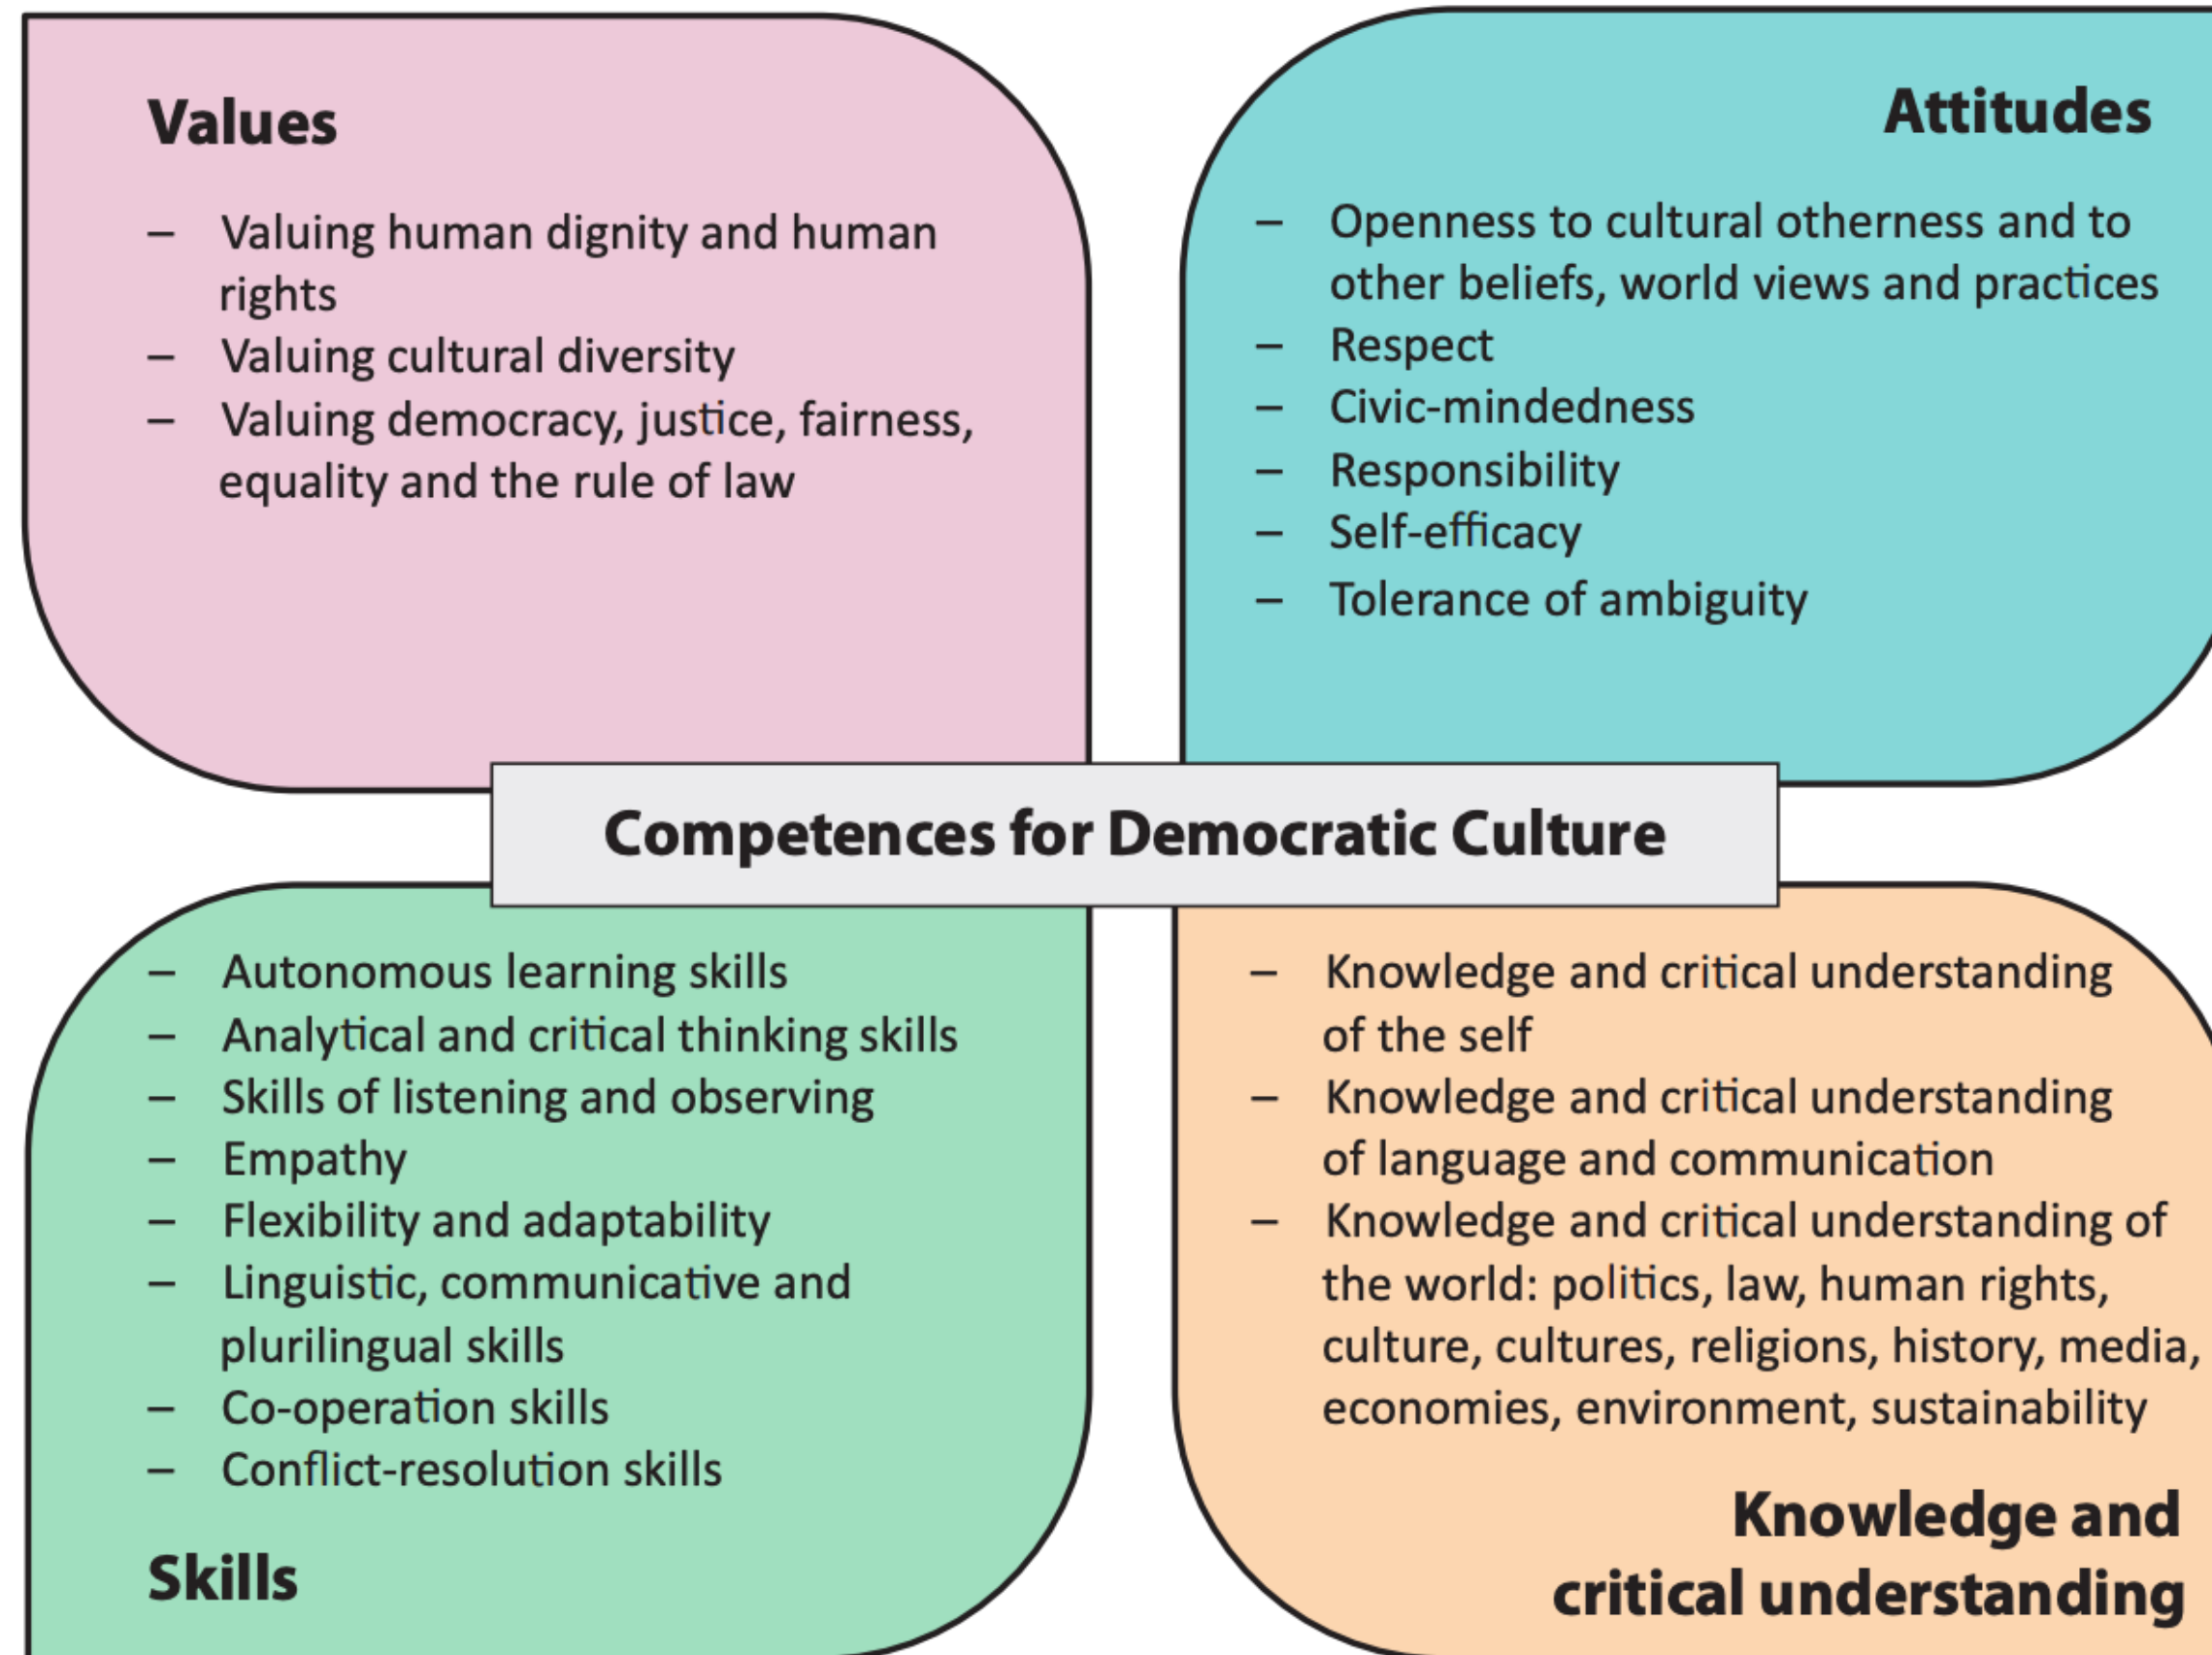 Values
– Valuing human dignity and human
rights
– Valuing cultural diversity
– Valuing democracy, justice, fairness,
equality and the rule of law
Attitudes
– Openness to cultural otherness and to
other beliefs, world views and practices
– Respect
– Civic-mindedness
– Responsibility
– Self-efficacy
– Tolerance of ambiguity
Competences for Democratic Culture
– Autonomous learning skills
– Analytical and critical thinking skills
– Skills of listening and observing
– Empathy
– Flexibility and adaptability
– Linguistic, communicative and
plurilingual skills
– Co-operation skills
– Conflict-resolution skills
Skills
– Knowledge and critical understanding
of the self
– Knowledge and critical understanding
of language and communication
– Knowledge and critical understanding of
the world: politics, law, human rights,
culture, cultures, religions, history, media,
economies, environment, sustainability
Knowledge and
critical understanding